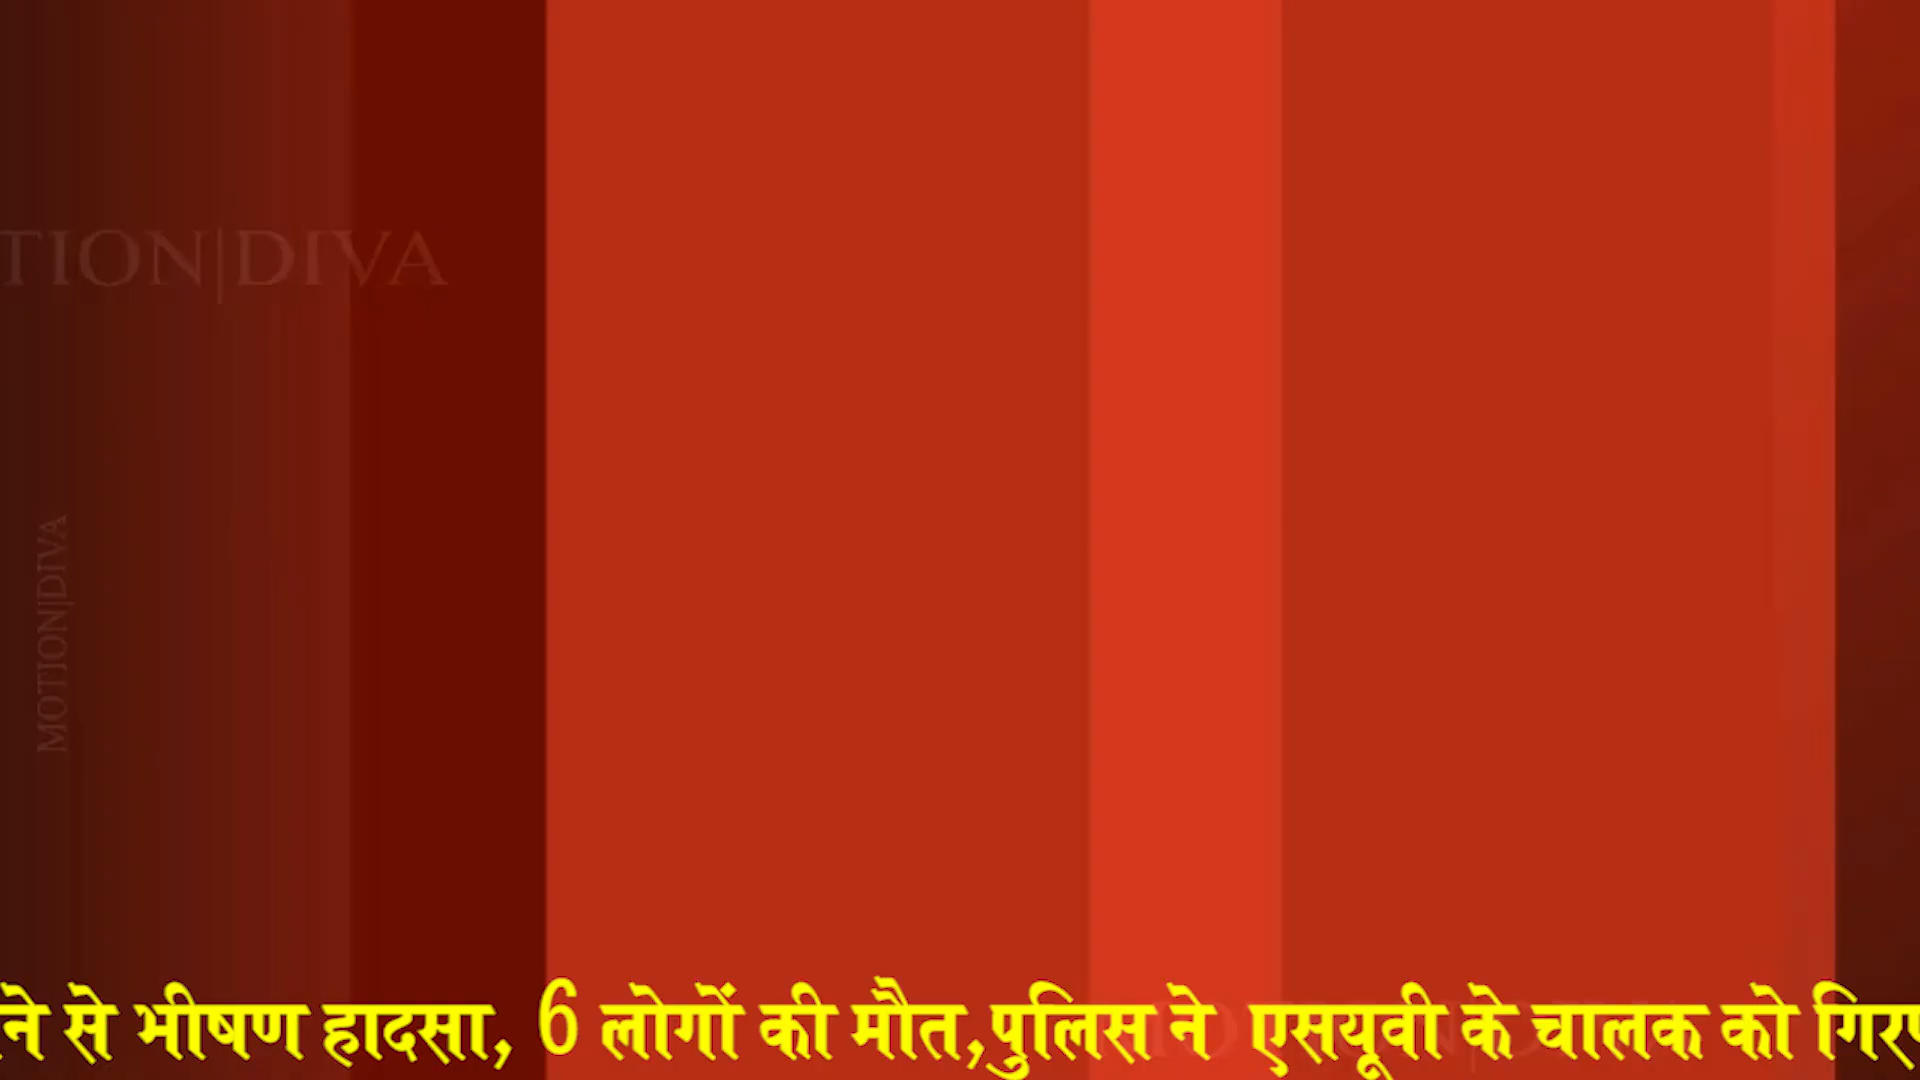 TION|DIVA
MOTION|DIVA
ने से भीषण हादसा, 6 लोगों की मौत,पुलिस ने एसयूवी के चालक को